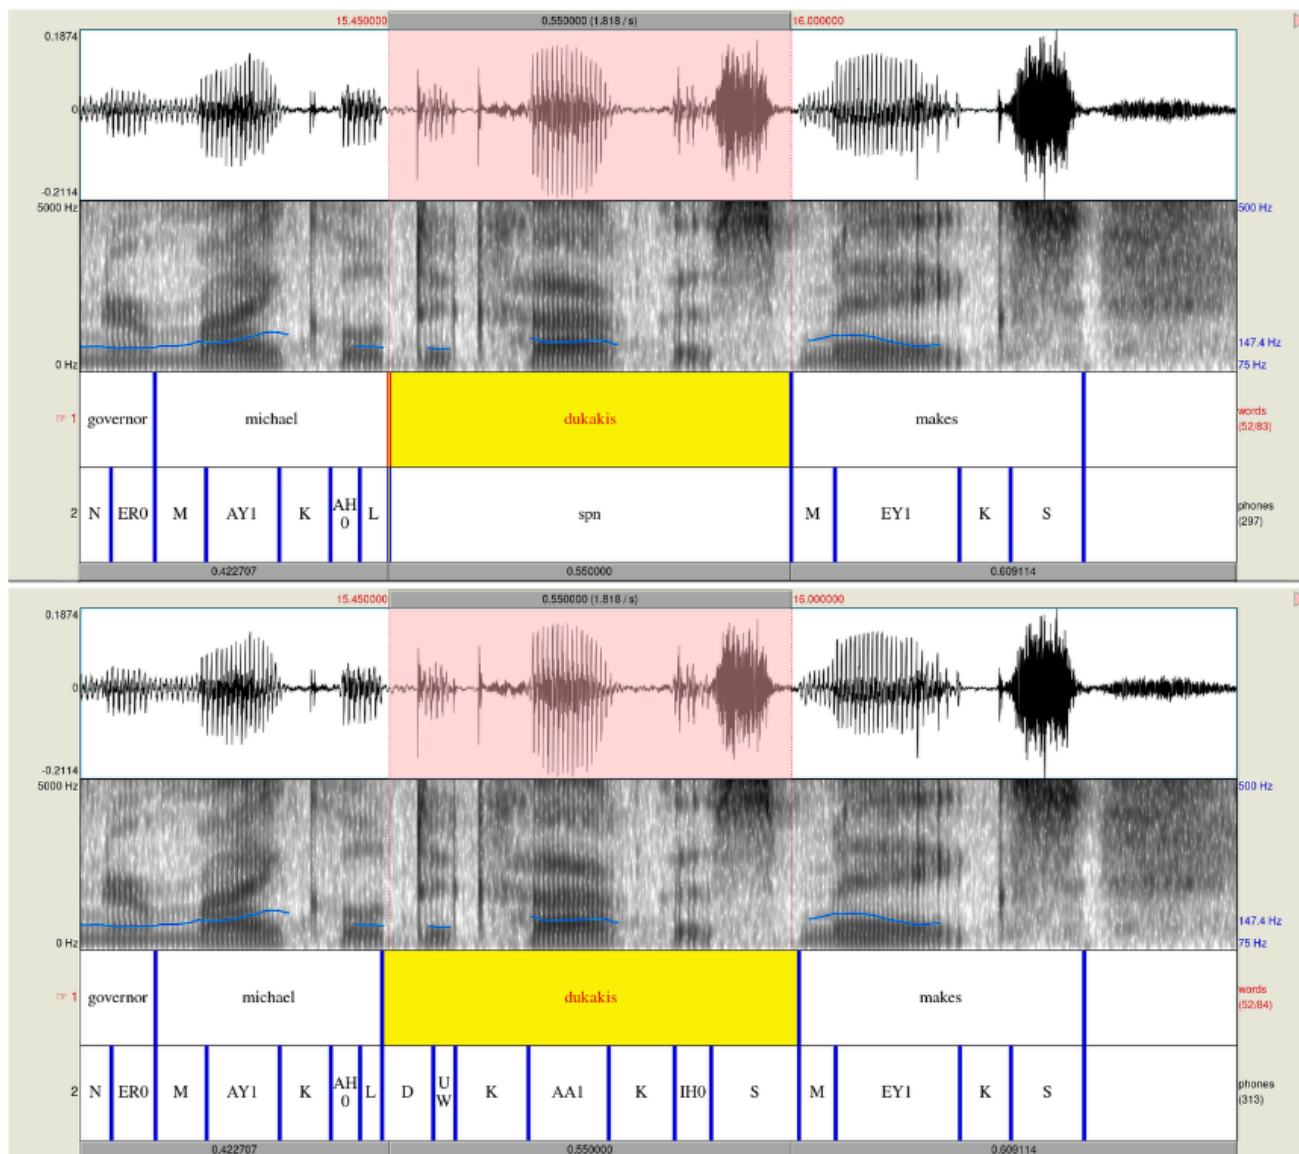 15.450000 0.550000 (1.818 / s) 16.000000
0.1874
0
-0.2114
5000 Hz 500 Hz
147.4 Hz
0 Hz 75 Hz
☞ 1 governor michael dukakis makes words (52/83)
2 N ER0 M AY1 K AH0 L spn M EY1 K S phones (297)
0.422707 0.550000 0.609114
15.450000 0.550000 (1.818 / s) 16.000000
0.1874
0
-0.2114
5000 Hz 500 Hz
147.4 Hz
0 Hz 75 Hz
☞ 1 governor michael dukakis makes words (52/84)
2 N ER0 M AY1 K AH0 L D UW K AA1 K IH0 S M EY1 K S phones (313)
0.422707 0.550000 0.609114